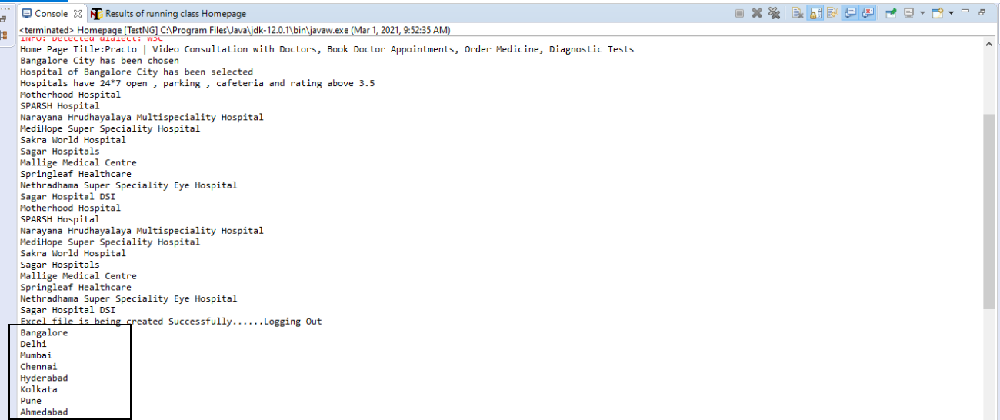 Console Results of running class Homepage
<terminated> Homepage [TestNG] C:\Program Files\Java\jdk-12.0.1\bin\javaw.exe (Mar 1, 2021, 9:52:35 AM)
INFO: Detected dialect: W3C
Home Page Title:Practo | Video Consultation with Doctors, Book Doctor Appointments, Order Medicine, Diagnostic Tests
Bangalore City has been chosen
Hospital of Bangalore City has been selected
Hospitals have 24*7 open , parking , cafeteria and rating above 3.5
Motherhood Hospital
SPARSH Hospital
Narayana Hrudhayalaya Multispeciality Hospital
MediHope Super Speciality Hospital
Sakra World Hospital
Sagar Hospitals
Mallige Medical Centre
Springleaf Healthcare
Nethradhama Super Speciality Eye Hospital
Sagar Hospital DSI
Motherhood Hospital
SPARSH Hospital
Narayana Hrudhayalaya Multispeciality Hospital
MediHope Super Speciality Hospital
Sakra World Hospital
Sagar Hospitals
Mallige Medical Centre
Springleaf Healthcare
Nethradhama Super Speciality Eye Hospital
Sagar Hospital DSI
Excel file is being created Successfully......Logging Out
Bangalore
Delhi
Mumbai
Chennai
Hyderabad
Kolkata
Pune
Ahmedabad